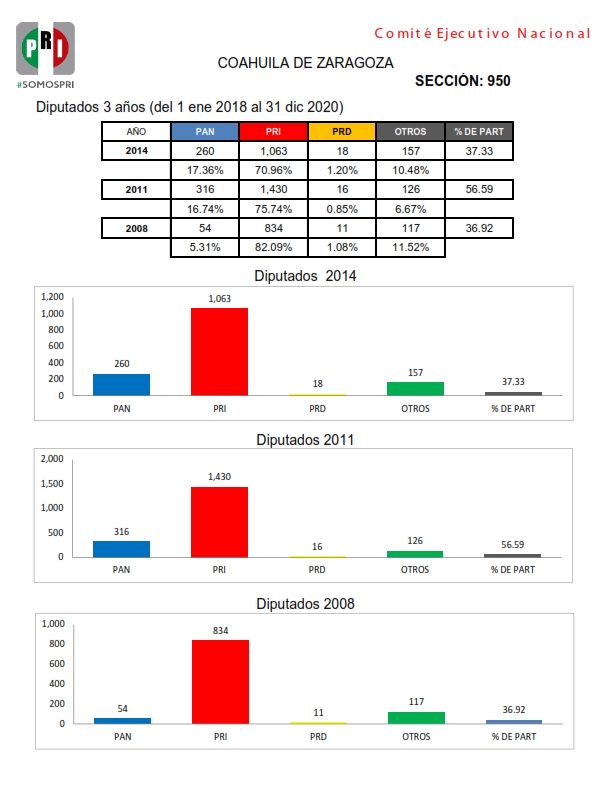 Comité Ejecutivo Nacional
PRI
#SOMOSPRI
COAHUILA DE ZARAGOZA
SECCIÓN: 950
Diputados 3 años (del 1 ene 2018 al 31 dic 2020)
AÑO PAN PRI PRD OTROS % DE PART
2014 260 1,063 18 157 37.33
17.36% 70.96% 1.20% 10.48%
2011 316 1,430 16 126 56.59
16.74% 75.74% 0.85% 6.67%
2008 54 834 11 117 36.92
5.31% 82.09% 1.08% 11.52%
Diputados 2014
1,200
1,000
800
600
400
200
0
260 1,063 18 157 37.33
PAN PRI PRD OTROS % DE PART
Diputados 2011
2,000
1,500
1,000
500
0
316 1,430 16 126 56.59
PAN PRI PRD OTROS % DE PART
Diputados 2008
1,000
800
600
400
200
0
54 834 11 117 36.92
PAN PRI PRD OTROS % DE PART